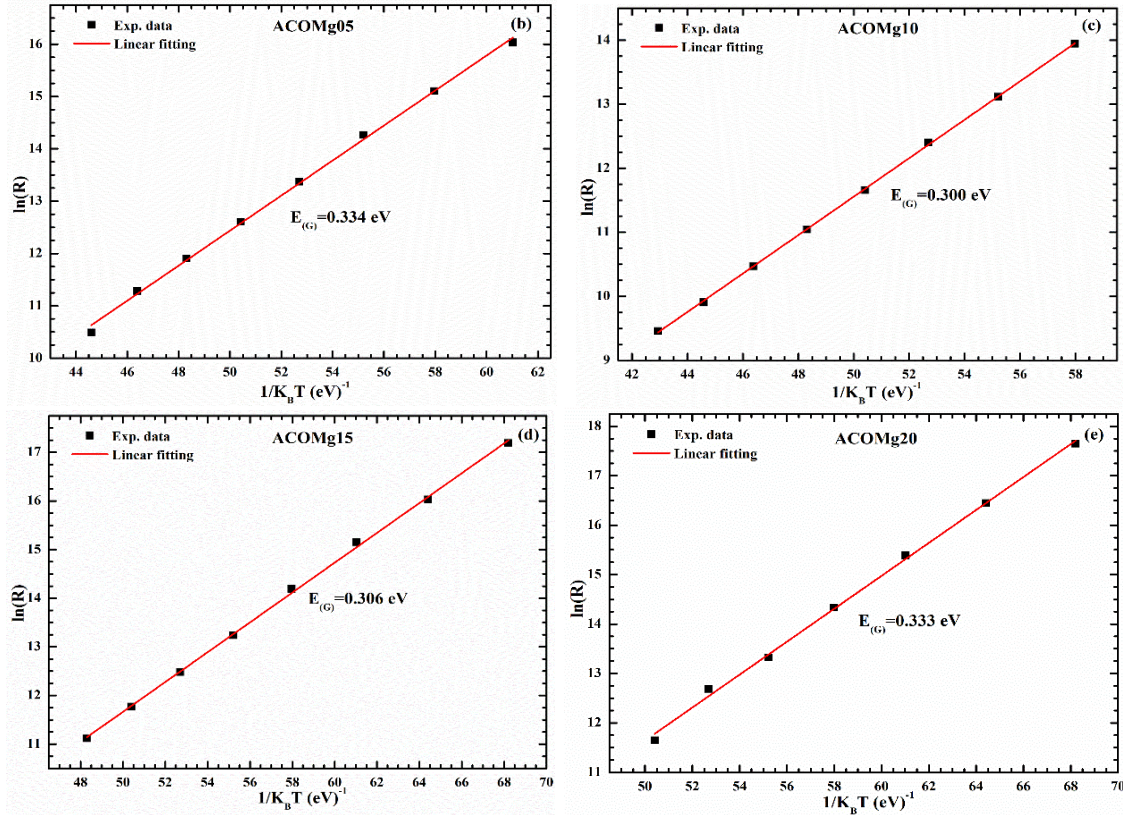 (b)
ACOMg05
Exp. data
Linear fitting
E(G)=0.334 eV
ln(R)
16
15
14
13
12
11
10
44 46 48 50 52 54 56 58 60 62
1/KBT (eV)-1
(c)
ACOMg10
Exp. data
Linear fitting
E(G)=0.300 eV
ln(R)
14
13
12
11
10
9
42 44 46 48 50 52 54 56 58
1/KBT (eV)-1
(d)
ACOMg15
Exp. data
Linear fitting
E(G)=0.306 eV
ln(R)
17
16
15
14
13
12
11
48 50 52 54 56 58 60 62 64 66 68 70
1/KBT (eV)-1
(e)
ACOMg20
Exp. data
Linear fitting
E(G)=0.333 eV
ln(R)
18
17
16
15
14
13
12
11
50 52 54 56 58 60 62 64 66 68 70
1/KBT (eV)-1